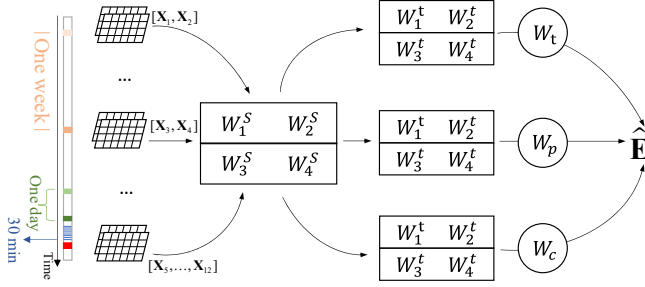 | One week |
One day
30 min
Time
[X₁, X₂]
...
[X₃, X₄]
...
[X₅,...,X₁₂]
W₁ˢ W₂ˢ
W₃ˢ W₄ˢ
W₁ᵗ W₂ᵗ
W₃ᵗ W₄ᵗ
Wₜ
W₁ᵗ W₂ᵗ
W₃ᵗ W₄ᵗ
Wₚ
W₁ᵗ W₂ᵗ
W₃ᵗ W₄ᵗ
W_c
Ê